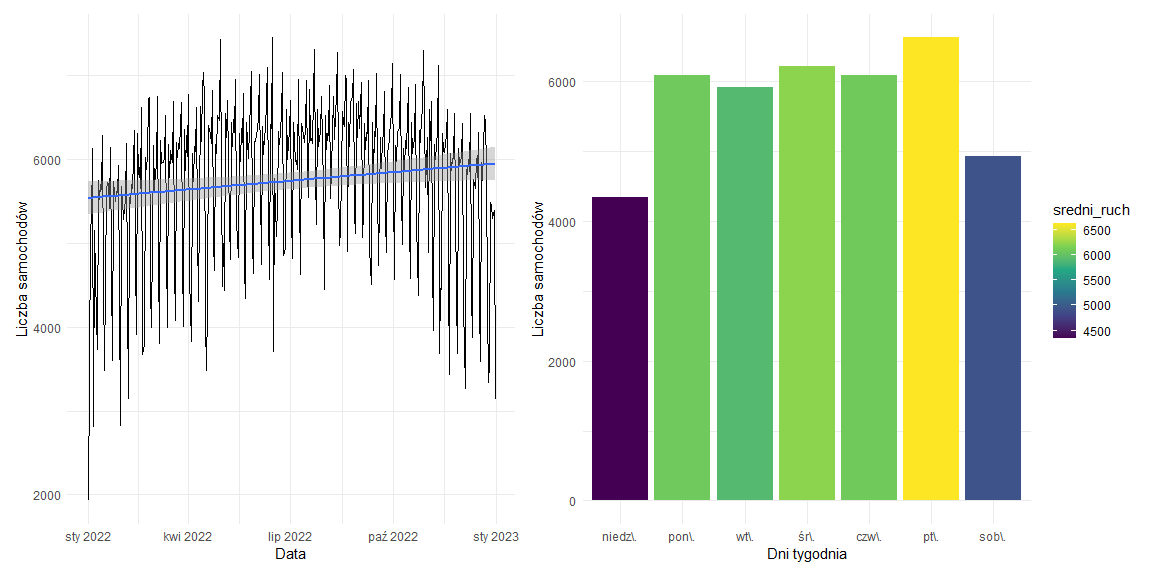 Liczba samochodów
6000
4000
2000
sty 2022
kwi 2022
lip 2022
paź 2022
sty 2023
Data
Liczba samochodów
6000
4000
2000
0
niedz\.
pon\.
wt\.
śr\.
czw\.
pt\.
sob\.
Dni tygodnia
sredni_ruch
6500
6000
5500
5000
4500